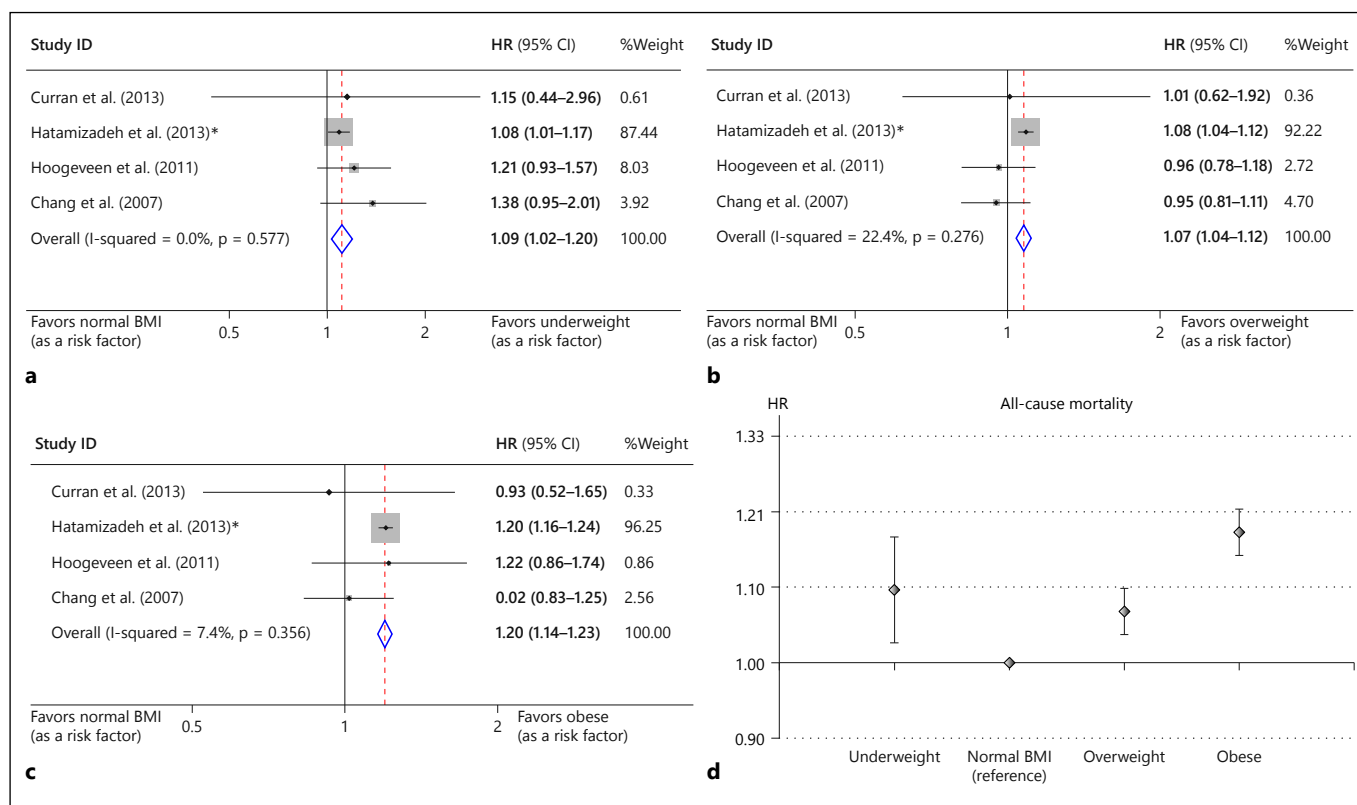 Study ID HR (95% CI) %Weight
Curran et al. (2013) 1.15 (0.44–2.96) 0.61
Hatamizadeh et al. (2013)* 1.08 (1.01–1.17) 87.44
Hoogeveen et al. (2011) 1.21 (0.93–1.57) 8.03
Chang et al. (2007) 1.38 (0.95–2.01) 3.92
Overall (I-squared = 0.0%, p = 0.577) 1.09 (1.02–1.20) 100.00
Favors normal BMI
(as a risk factor)
0.5 1 2
Favors underweight
(as a risk factor)
a
Study ID HR (95% CI) %Weight
Curran et al. (2013) 1.01 (0.62–1.92) 0.36
Hatamizadeh et al. (2013)* 1.08 (1.04–1.12) 92.22
Hoogeveen et al. (2011) 0.96 (0.78–1.18) 2.72
Chang et al. (2007) 0.95 (0.81–1.11) 4.70
Overall (I-squared = 22.4%, p = 0.276) 1.07 (1.04–1.12) 100.00
Favors normal BMI
(as a risk factor)
0.5 1 2
Favors overweight
(as a risk factor)
b
Study ID HR (95% CI) %Weight
Curran et al. (2013) 0.93 (0.52–1.65) 0.33
Hatamizadeh et al. (2013)* 1.20 (1.16–1.24) 96.25
Hoogeveen et al. (2011) 1.22 (0.86–1.74) 0.86
Chang et al. (2007) 0.02 (0.83–1.25) 2.56
Overall (I-squared = 7.4%, p = 0.356) 1.20 (1.14–1.23) 100.00
Favors normal BMI
(as a risk factor)
0.5 1 2
Favors obese
(as a risk factor)
c
HR All-cause mortality
1.33
1.21
1.10
1.00
0.90
Underweight Normal BMI Overweight Obese
(reference)
d